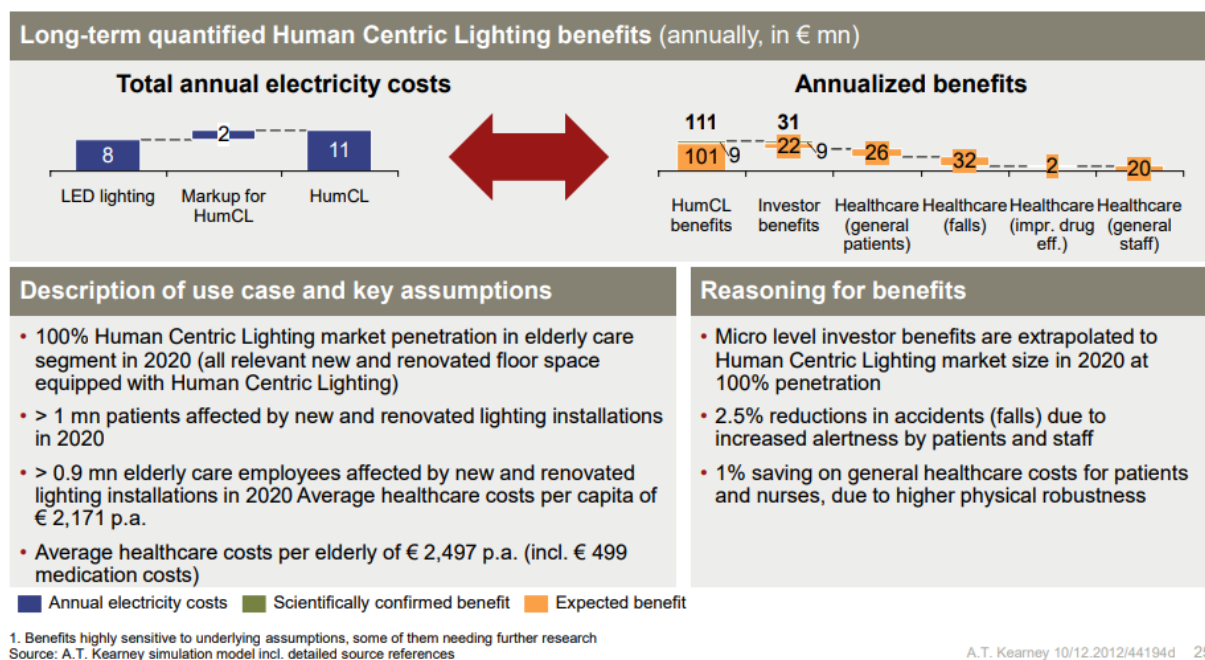 Long-term quantified Human Centric Lighting benefits (annually, in € mn)
Total annual electricity costs
8
2
11
LED lighting
Markup for
HumCL
HumCL
Annualized benefits
111
31
101
9
22
9
26
32
2
20
HumCL
benefits
Investor
benefits
Healthcare
(general
patients)
Healthcare
(falls)
Healthcare
(impr. drug
eff.)
Healthcare
(general
staff)
Description of use case and key assumptions
• 100% Human Centric Lighting market penetration in elderly care
segment in 2020 (all relevant new and renovated floor space
equipped with Human Centric Lighting)
• > 1 mn patients affected by new and renovated lighting installations
in 2020
• > 0.9 mn elderly care employees affected by new and renovated
lighting installations in 2020 Average healthcare costs per capita of
€ 2,171 p.a.
• Average healthcare costs per elderly of € 2,497 p.a. (incl. € 499
medication costs)
Reasoning for benefits
• Micro level investor benefits are extrapolated to
Human Centric Lighting market size in 2020 at
100% penetration
• 2.5% reductions in accidents (falls) due to
increased alertness by patients and staff
• 1% saving on general healthcare costs for patients
and nurses, due to higher physical robustness
Annual electricity costs
Scientifically confirmed benefit
Expected benefit
1. Benefits highly sensitive to underlying assumptions, some of them needing further research
Source: A.T. Kearney simulation model incl. detailed source references
A.T. Kearney 10/12.2012/44194d